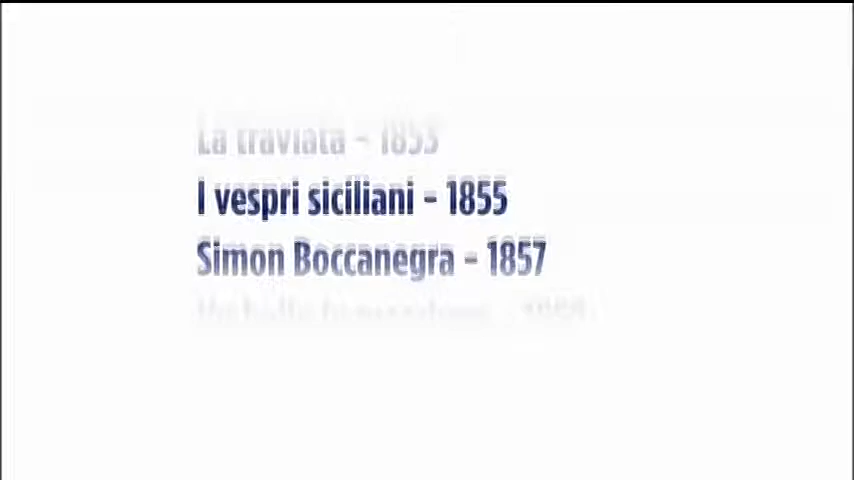 La traviata - 1853
I vespri siciliani - 1855
Simon Boccanegra - 1857